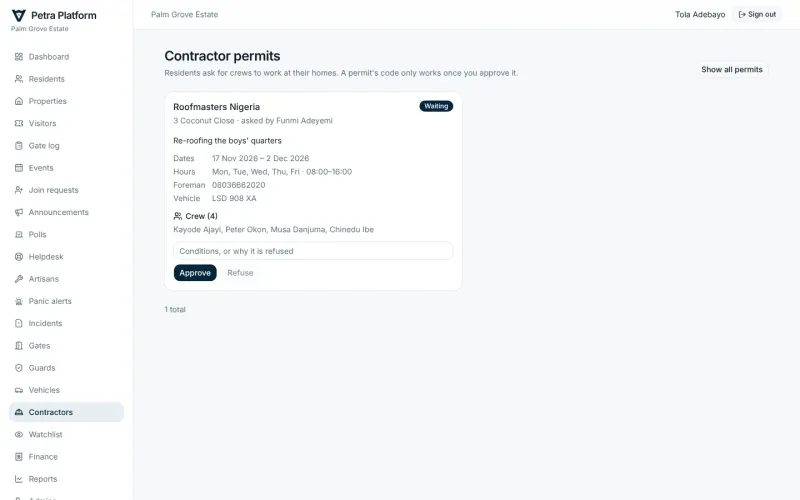 Petra Platform
Palm Grove Estate
Palm Grove Estate
Tola Adebayo
Sign out
Dashboard
Residents
Properties
Visitors
Gate log
Events
Join requests
Announcements
Polls
Helpdesk
Artisans
Panic alerts
Incidents
Gates
Guards
Vehicles
Contractors
Watchlist
Finance
Reports
Contractor permits
Residents ask for crews to work at their homes. A permit's code only works once you approve it.
Show all permits
Roofmasters Nigeria
Waiting
3 Coconut Close · asked by Funmi Adeyemi
Re-roofing the boys' quarters
Dates 17 Nov 2026 – 2 Dec 2026
Hours Mon, Tue, Wed, Thu, Fri · 08:00–16:00
Foreman 08036662020
Vehicle LSD 908 XA
Crew (4)
Kayode Ajayi, Peter Okon, Musa Danjuma, Chinedu Ibe
Conditions, or why it is refused
Approve Refuse
1 total